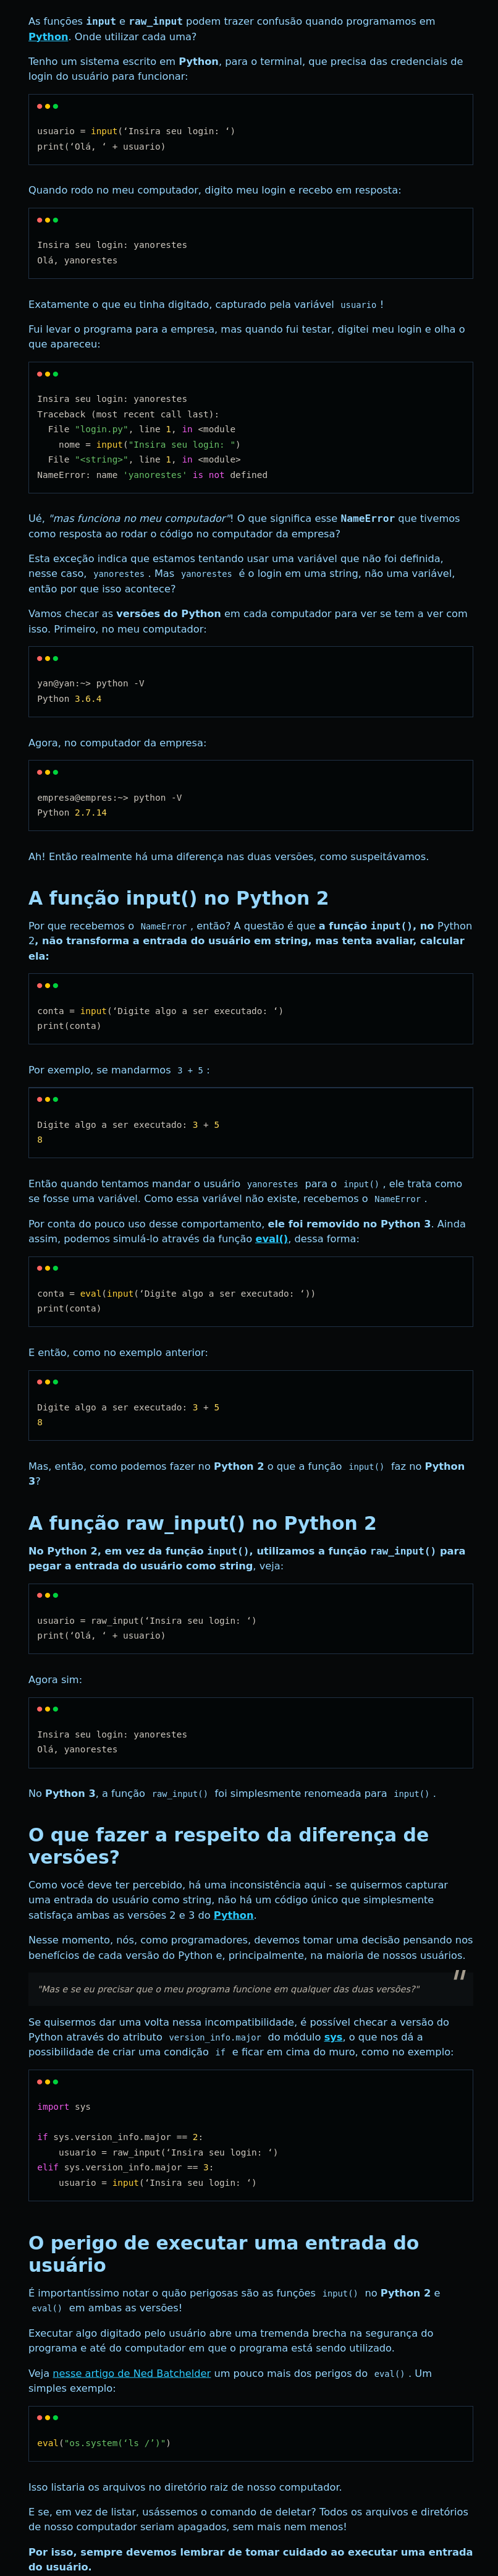 As funções input e raw_input podem trazer confusão quando programamos em
Python. Onde utilizar cada uma?
Tenho um sistema escrito em Python, para o terminal, que precisa das credenciais de
login do usuário para funcionar:
usuario = input(‘Insira seu login: ‘)
print(‘Olá, ‘ + usuario)
Quando rodo no meu computador, digito meu login e recebo em resposta:
Insira seu login: yanorestes
Olá, yanorestes
Exatamente o que eu tinha digitado, capturado pela variável usuario!
Fui levar o programa para a empresa, mas quando fui testar, digitei meu login e olha o
que apareceu:
Insira seu login: yanorestes
Traceback (most recent call last):
  File "login.py", line 1, in <module
    nome = input("Insira seu login: ")
  File "<string>", line 1, in <module>
NameError: name 'yanorestes' is not defined
Ué, "mas funciona no meu computador"! O que significa esse NameError que tivemos
como resposta ao rodar o código no computador da empresa?
Esta exceção indica que estamos tentando usar uma variável que não foi definida,
nesse caso, yanorestes. Mas yanorestes é o login em uma string, não uma variável,
então por que isso acontece?
Vamos checar as versões do Python em cada computador para ver se tem a ver com
isso. Primeiro, no meu computador:
yan@yan:~> python -V
Python 3.6.4
Agora, no computador da empresa:
empresa@empres:~> python -V
Python 2.7.14
Ah! Então realmente há uma diferença nas duas versões, como suspeitávamos.
A função input() no Python 2
Por que recebemos o NameError, então? A questão é que a função input(), no Python
2, não transforma a entrada do usuário em string, mas tenta avaliar, calcular
ela:
conta = input(‘Digite algo a ser executado: ‘)
print(conta)
Por exemplo, se mandarmos 3 + 5:
Digite algo a ser executado: 3 + 5
8
Então quando tentamos mandar o usuário yanorestes para o input(), ele trata como
se fosse uma variável. Como essa variável não existe, recebemos o NameError.
Por conta do pouco uso desse comportamento, ele foi removido no Python 3. Ainda
assim, podemos simulá-lo através da função eval(), dessa forma:
conta = eval(input(‘Digite algo a ser executado: ‘))
print(conta)
E então, como no exemplo anterior:
Digite algo a ser executado: 3 + 5
8
Mas, então, como podemos fazer no Python 2 o que a função input() faz no Python
3?
A função raw_input() no Python 2
No Python 2, em vez da função input(), utilizamos a função raw_input() para
pegar a entrada do usuário como string, veja:
usuario = raw_input(‘Insira seu login: ‘)
print(‘Olá, ‘ + usuario)
Agora sim:
Insira seu login: yanorestes
Olá, yanorestes
No Python 3, a função raw_input() foi simplesmente renomeada para input().
O que fazer a respeito da diferença de
versões?
Como você deve ter percebido, há uma inconsistência aqui - se quisermos capturar
uma entrada do usuário como string, não há um código único que simplesmente
satisfaça ambas as versões 2 e 3 do Python.
Nesse momento, nós, como programadores, devemos tomar uma decisão pensando nos
benefícios de cada versão do Python e, principalmente, na maioria de nossos usuários.
"Mas e se eu precisar que o meu programa funcione em qualquer das duas versões?"
Se quisermos dar uma volta nessa incompatibilidade, é possível checar a versão do
Python através do atributo version_info.major do módulo sys, o que nos dá a
possibilidade de criar uma condição if e ficar em cima do muro, como no exemplo:
import sys
if sys.version_info.major == 2:
    usuario = raw_input(‘Insira seu login: ‘)
elif sys.version_info.major == 3:
    usuario = input(‘Insira seu login: ‘)
O perigo de executar uma entrada do
usuário
É importantíssimo notar o quão perigosas são as funções input() no Python 2 e
eval() em ambas as versões!
Executar algo digitado pelo usuário abre uma tremenda brecha na segurança do
programa e até do computador em que o programa está sendo utilizado.
Veja nesse artigo de Ned Batchelder um pouco mais dos perigos do eval(). Um
simples exemplo:
eval("os.system(‘ls /’)")
Isso listaria os arquivos no diretório raiz de nosso computador.
E se, em vez de listar, usássemos o comando de deletar? Todos os arquivos e diretórios
de nosso computador seriam apagados, sem mais nem menos!
Por isso, sempre devemos lembrar de tomar cuidado ao executar uma entrada
do usuário.